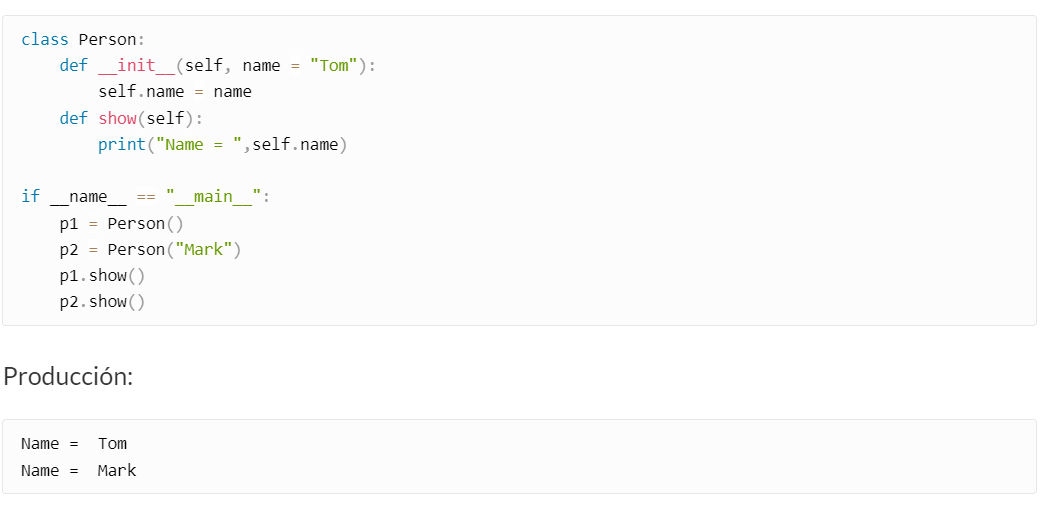 class Person:
    def __init__(self, name = "Tom"):
        self.name = name
    def show(self):
        print("Name = ",self.name)
if __name__ == "__main__":
    p1 = Person()
    p2 = Person("Mark")
    p1.show()
    p2.show()
Producción:
Name =  Tom
Name =  Mark